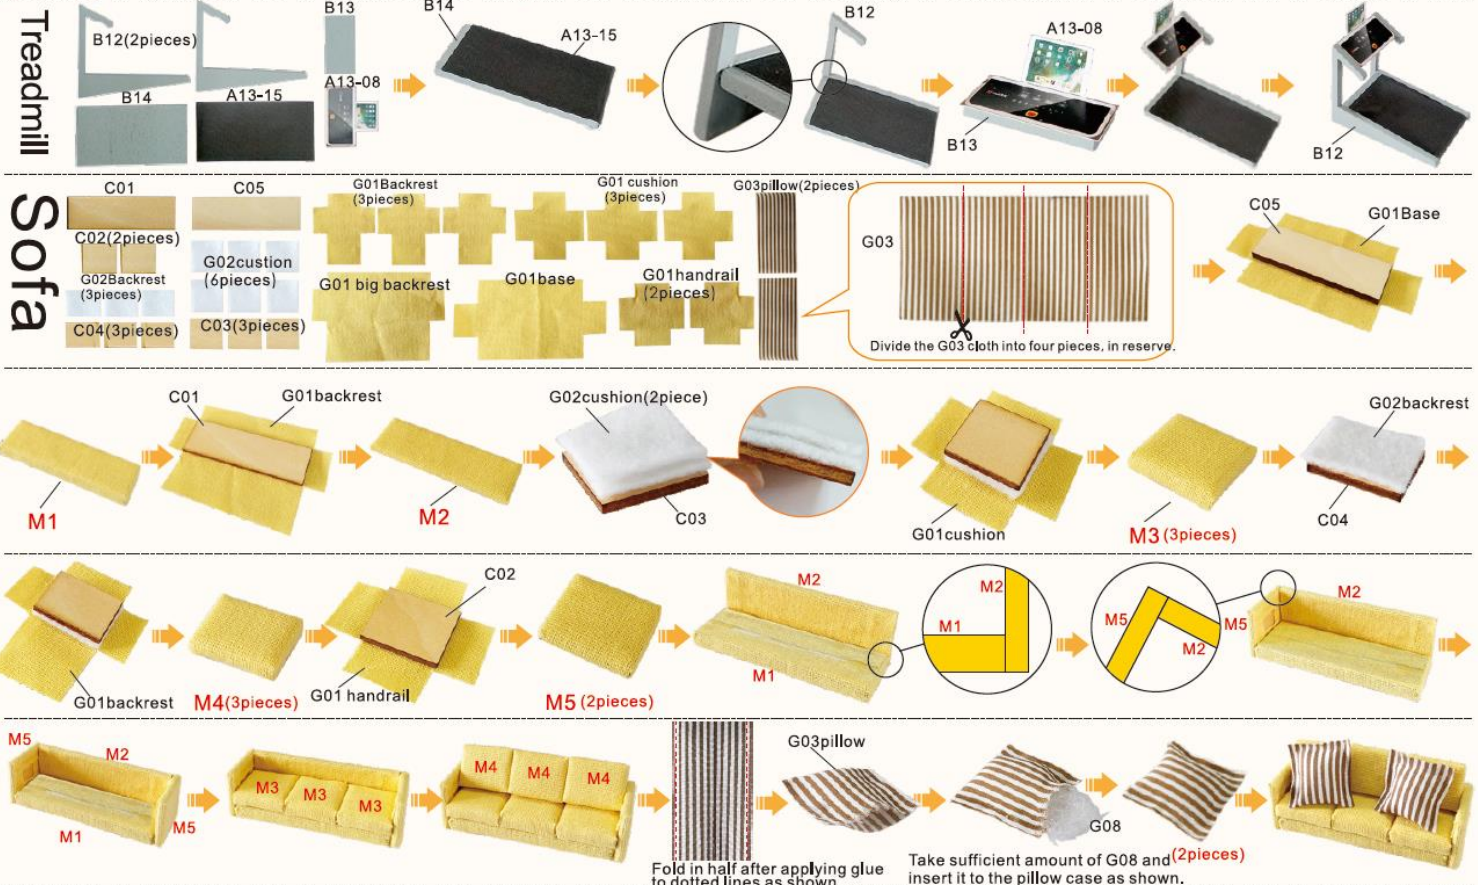 Treadmill
B12(2pieces)
B14
A13-15
B13
A13-08
B14
A13-15
B12
A13-08
B13
B12
Sofa
C01
C05
C02(2pieces)
G02Backrest
(3pieces)
G02custion
(6pieces)
C04(3pieces)
C03(3pieces)
G01Backrest
(3pieces)
G01 cushion
(3pieces)
G01 big backrest
G01base
G01handrail
(2pieces)
G03pillow(2pieces)
G03
Divide the G03 cloth into four pieces, in reserve.
C05
G01Base
M1
C01
G01backrest
M2
G02cushion(2piece)
C03
G01cushion
M3(3pieces)
G02backrest
C04
G01backrest
M4(3pieces)
C02
G01 handrail
M5 (2pieces)
M2
M1
M2
M1
M5
M2
M5
M2
M5
M2
M1
M5
M3
M3
M3
M4
M4
M4
Fold in half after applying glue
to dotted lines as shown
G03pillow
G08
Take sufficient amount of G08 and
insert it to the pillow case as shown.
(2pieces)